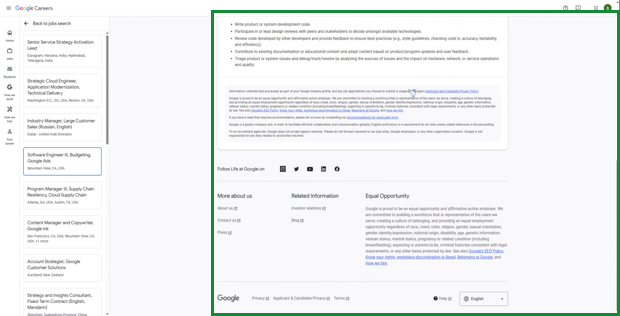 Google Careers
Back to jobs search
Home
Jobs
Students
How we work
How we hire
Your career
Senior Service Strategy Activation
Lead
Gurugram, Haryana, India; Hyderabad,
Telangana, India
Strategic Cloud Engineer,
Application Modernization,
Technical Delivery
Washington D.C., DC, USA; Reston, VA, USA
Industry Manager, Large Customer
Sales (Russian, English)
Dubai - United Arab Emirates
Software Engineer III, Budgeting,
Google Ads
Mountain View, CA, USA
Program Manager III, Supply Chain
Resiliency, Cloud Supply Chain
Atlanta, GA, USA; Austin, TX, USA
Content Manager and Copywriter,
Google Ink
San Francisco, CA, USA; Mountain View, CA,
USA; +1 more
Account Strategist, Google
Customer Solutions
Auckland, New Zealand
Strategy and Insights Consultant,
Fixed-Term Contract (English,
Mandarin)
Write product or system development code.
Participate in or lead design reviews with peers and stakeholders to decide amongst available technologies.
Review code developed by other developers and provide feedback to ensure best practices (e.g., style guidelines, checking code in, accuracy, testability,
and efficiency).
Contribute to existing documentation or educational content and adapt content based on product/program updates and user feedback.
Triage product or system issues and debug/track/resolve by analyzing the sources of issues and the impact on hardware, network, or service operations
and quality.
Follow Life at Google on
More about us
About us
Contact us
Press
Related Information
Investor relations
Blog
Equal Opportunity
Google is proud to be an equal opportunity and affirmative action employer. We
are committed to building a workforce that is representative of the users we
serve, creating a culture of belonging, and providing an equal employment
opportunity regardless of race, creed, color, religion, gender, sexual orientation,
gender identity/expression, national origin, disability, age, genetic information,
veteran status, marital status, pregnancy or related condition (including
breastfeeding), expecting or parents-to-be, criminal histories consistent with legal
requirements, or any other basis protected by law. See also Google's EEO Policy,
Know your rights: workplace discrimination is illegal, Belonging at Google, and
How we hire.
Google
Privacy
Applicant & Candidate Privacy
Terms
Help
English